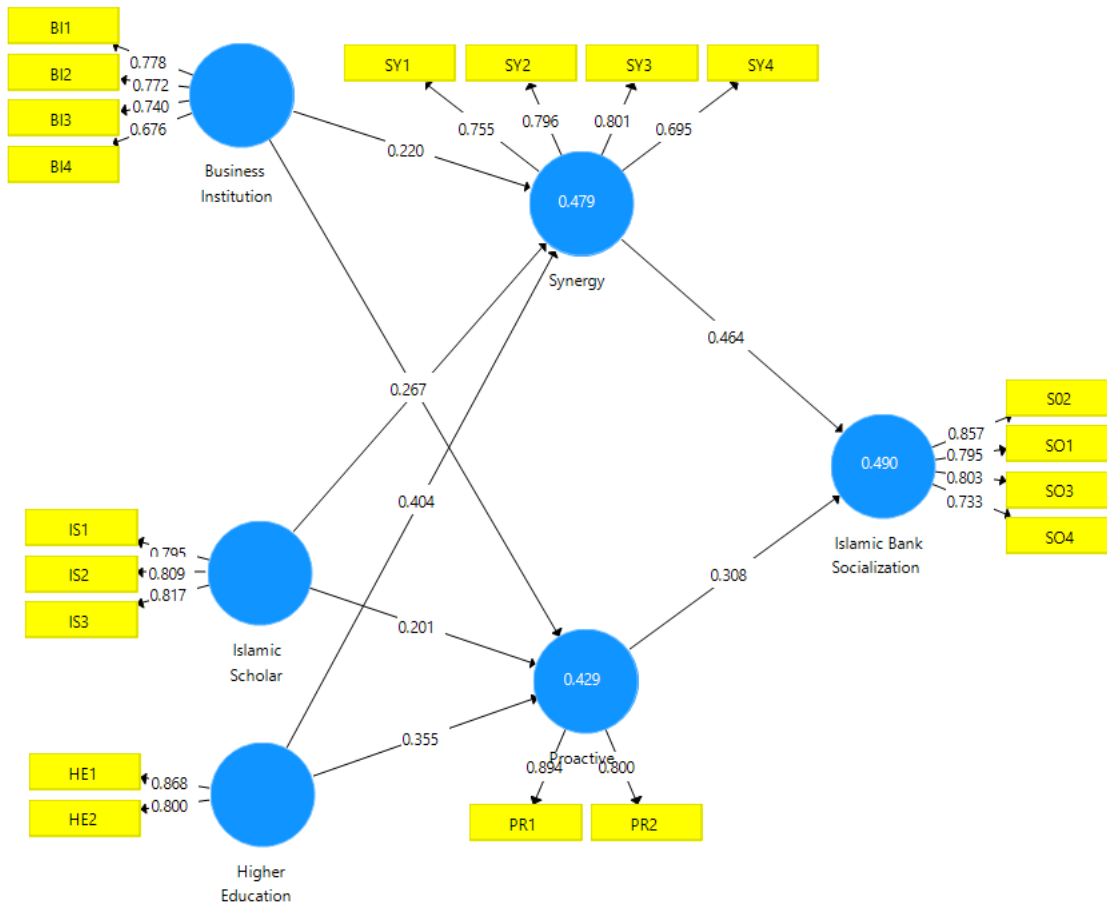 BI1
BI2
BI3
BI4
0.778
0.772
0.740
0.676
Business
Institution
SY1
SY2
SY3
SY4
0.755
0.796
0.801
0.695
0.220
0.479
Synergy
0.464
0.267
0.404
S02
SO1
SO3
SO4
0.857
0.795
0.803
0.733
0.490
Islamic Bank
Socialization
IS1
IS2
IS3
0.795
0.809
0.817
Islamic
Scholar
0.201
0.308
0.429
Proactive
0.355
0.894
0.800
PR1
PR2
HE1
HE2
0.868
0.800
Higher
Education